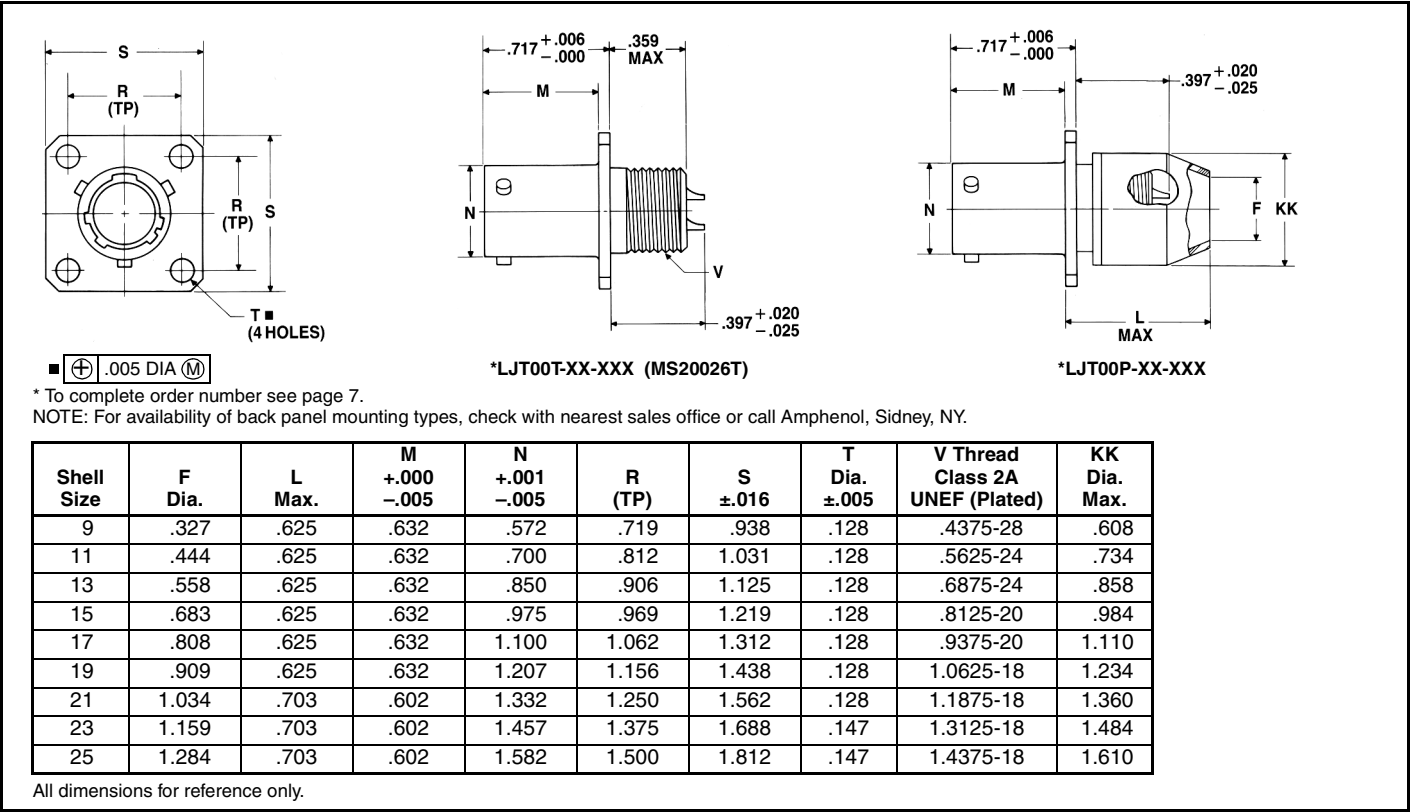 S
R
(TP)
R
(TP)
S
T ■
(4 HOLES)
.717 +.006
–.000
.359
MAX
M
N
V
.397 +.020
–.025
.717 +.006
–.000
.397 +.020
–.025
M
N
F
KK
L
MAX
■ ⌖ .005 DIA Ⓜ
*LJT00T-XX-XXX (MS20026T)
*LJT00P-XX-XXX
* To complete order number see page 7.
NOTE: For availability of back panel mounting types, check with nearest sales office or call Amphenol, Sidney, NY.
Shell Size | F Dia. | L Max. | M +.000 –.005 | N +.001 –.005 | R (TP) | S ±.016 | T Dia. ±.005 | V Thread Class 2A UNEF (Plated) | KK Dia. Max.
9 | .327 | .625 | .632 | .572 | .719 | .938 | .128 | .4375-28 | .608
11 | .444 | .625 | .632 | .700 | .812 | 1.031 | .128 | .5625-24 | .734
13 | .558 | .625 | .632 | .850 | .906 | 1.125 | .128 | .6875-24 | .858
15 | .683 | .625 | .632 | .975 | .969 | 1.219 | .128 | .8125-20 | .984
17 | .808 | .625 | .632 | 1.100 | 1.062 | 1.312 | .128 | .9375-20 | 1.110
19 | .909 | .625 | .632 | 1.207 | 1.156 | 1.438 | .128 | 1.0625-18 | 1.234
21 | 1.034 | .703 | .602 | 1.332 | 1.250 | 1.562 | .128 | 1.1875-18 | 1.360
23 | 1.159 | .703 | .602 | 1.457 | 1.375 | 1.688 | .147 | 1.3125-18 | 1.484
25 | 1.284 | .703 | .602 | 1.582 | 1.500 | 1.812 | .147 | 1.4375-18 | 1.610
All dimensions for reference only.